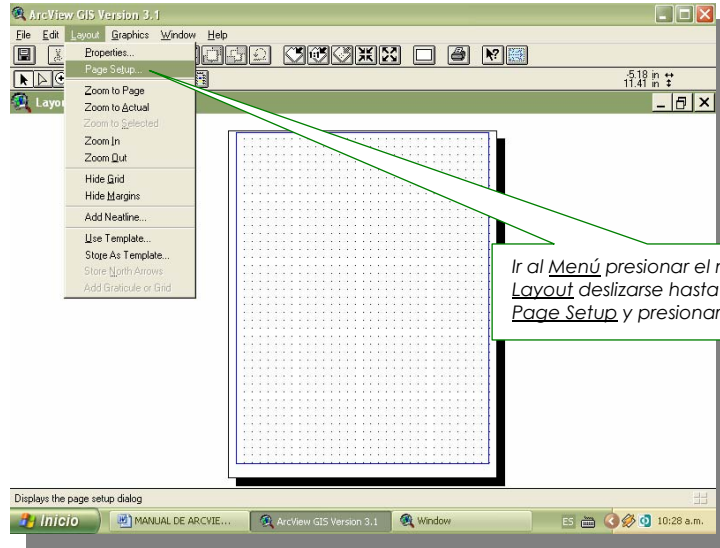 ArcView GIS Version 3.1
File Edit Layout Graphics Window Help
-5.18 in
11.41 in
Layou
Properties...
Page Setup...
Zoom to Page
Zoom to Actual
Zoom to Selected
Zoom In
Zoom Out
Hide Grid
Hide Margins
Add Neatline...
Use Template...
Store As Template...
Store North Arrows
Add Graticule or Grid
Ir al Menú presionar el
Layout deslizarse hasta
Page Setup y presionar
Displays the page setup dialog
Inicio MANUAL DE ARCVIE... ArcView GIS Version 3.1 Window ES 10:28 a.m.